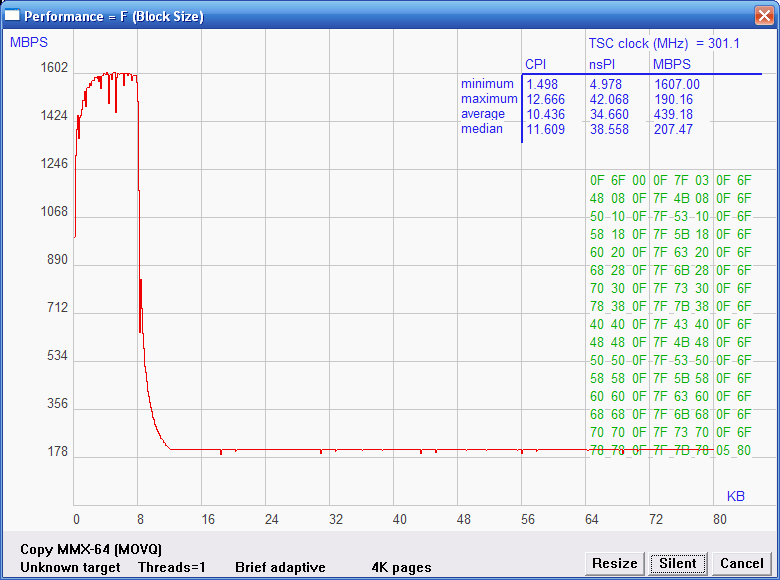 Performance = F (Block Size)
MBPS
TSC clock (MHz) = 301.1
CPI nsPI MBPS
minimum 1.498 4.978 1607.00
maximum 12.666 42.068 190.16
average 10.436 34.660 439.18
median 11.609 38.558 207.47
1602
1424
1246
1068
890
712
534
356
178
0F 6F 00 0F 7F 03 0F 6F
48 08 0F 7F 4B 08 0F 6F
50 10 0F 7F 53 10 0F 6F
58 18 0F 7F 5B 18 0F 6F
60 20 0F 7F 63 20 0F 6F
68 28 0F 7F 6B 28 0F 6F
70 30 0F 7F 73 30 0F 6F
78 38 0F 7F 7B 38 0F 6F
40 40 0F 7F 43 40 0F 6F
48 48 0F 7F 4B 48 0F 6F
50 50 0F 7F 53 50 0F 6F
58 58 0F 7F 5B 58 0F 6F
60 60 0F 7F 63 60 0F 6F
68 68 0F 7F 6B 68 0F 6F
70 70 0F 7F 73 70 0F 6F
78 78 0F 7F 7B 78 05 80
KB
0 8 16 24 32 40 48 56 64 72 80
Copy MMX-64 (MOVQ)
Unknown target Threads=1 Brief adaptive 4K pages
Resize Silent Cancel